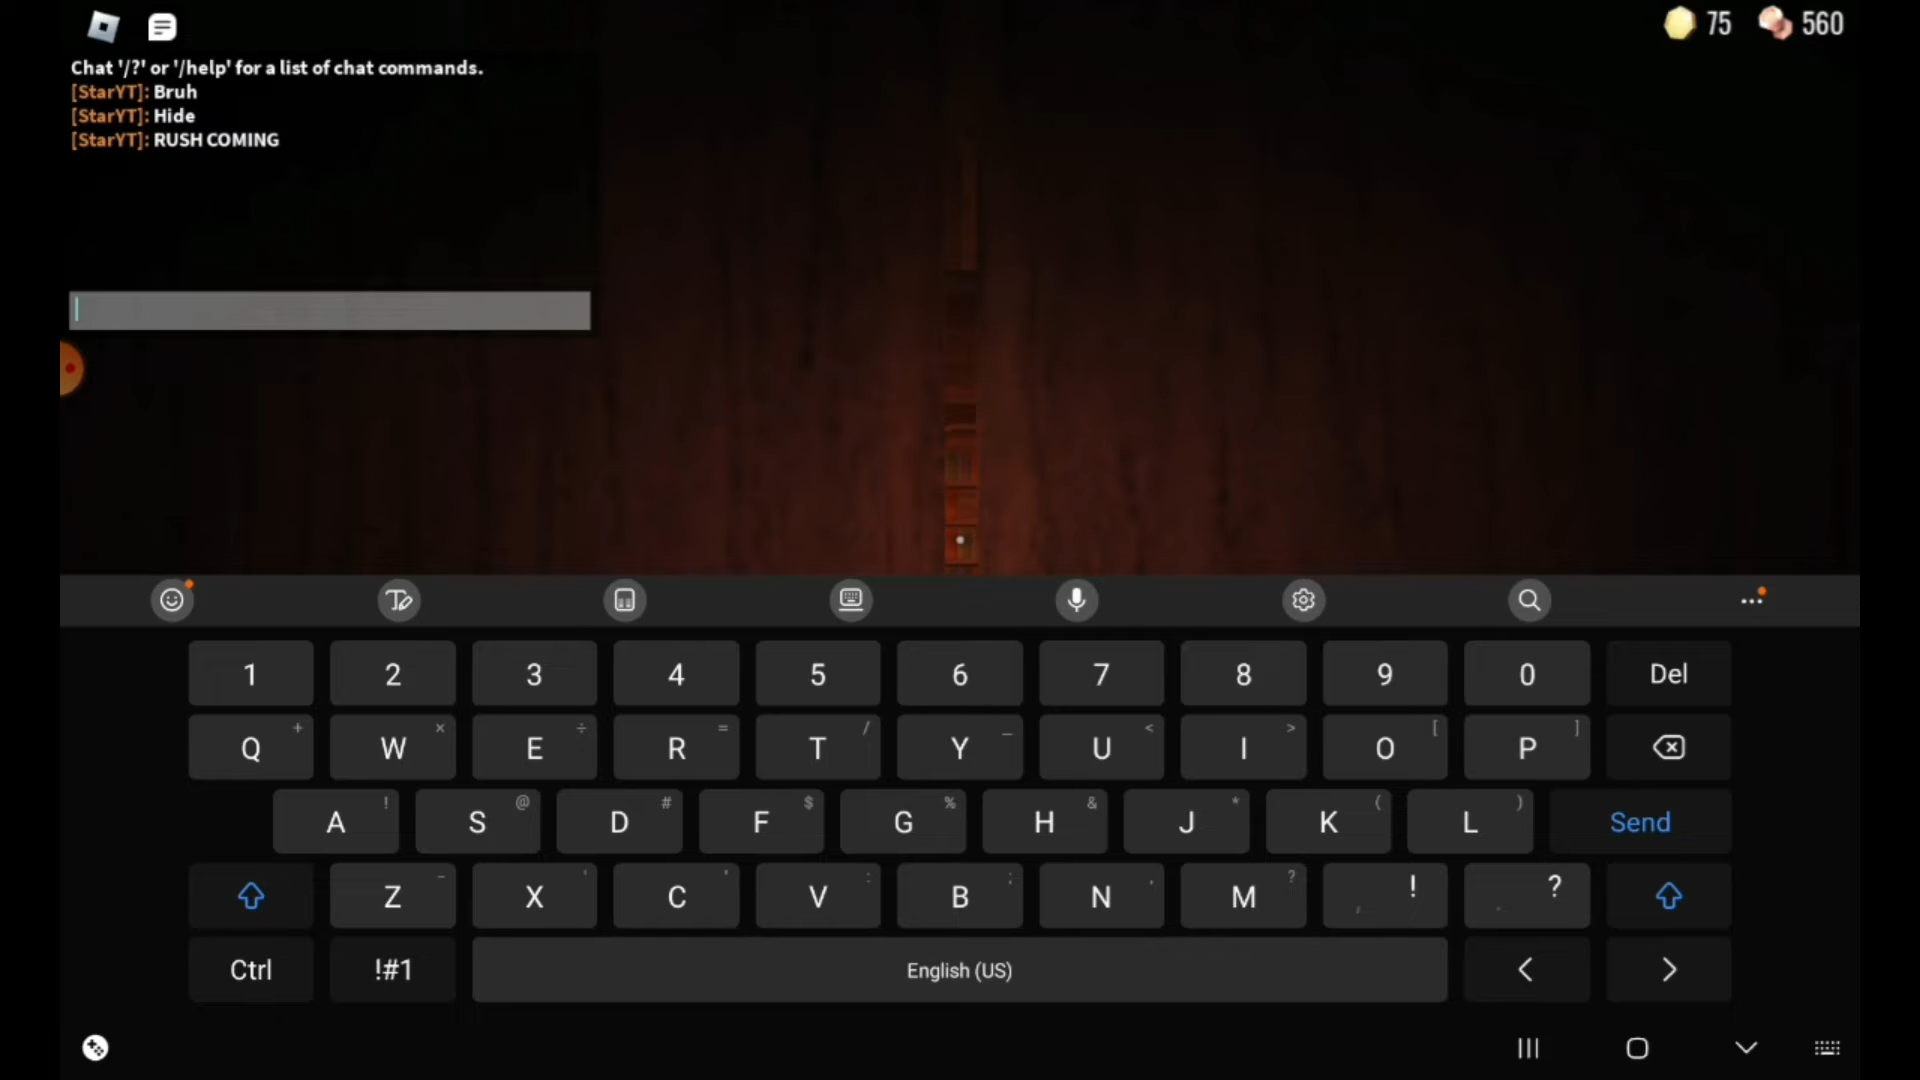 75 560
Chat '/?' or '/help' for a list of chat commands.
[StarYT]: Bruh
[StarYT]: Hide
[StarYT]: RUSH COMING
1 2 3 4 5 6 7 8 9 0 Del
Q + W × E ÷ R = T / Y _ U < I > O [ P ]
A ! S @ D # F $ G % H & J * K ( L ) Send
Z - X ' C " V : B ; N , M ? , ! . ?
Ctrl !#1 English (US) < >